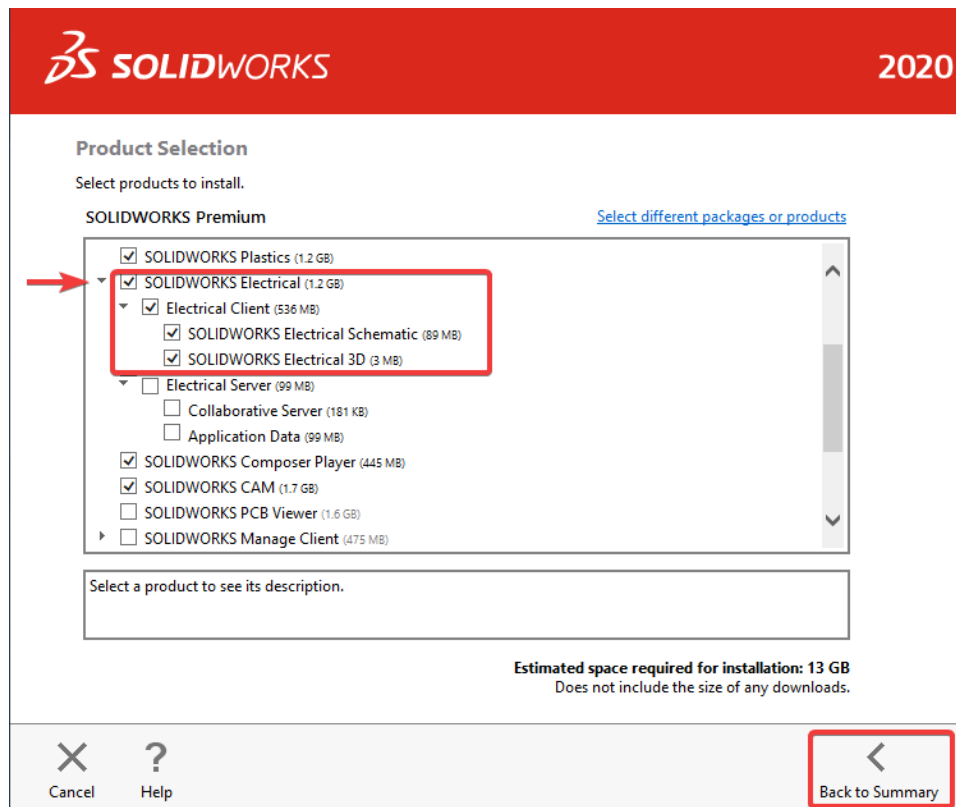 SOLIDWORKS
2020
Product Selection
Select products to install.
SOLIDWORKS Premium
Select different packages or products
SOLIDWORKS Plastics (1.2 GB)
SOLIDWORKS Electrical (1.2 GB)
Electrical Client (536 MB)
SOLIDWORKS Electrical Schematic (89 MB)
SOLIDWORKS Electrical 3D (3 MB)
Electrical Server (99 MB)
Collaborative Server (181 KB)
Application Data (99 MB)
SOLIDWORKS Composer Player (445 MB)
SOLIDWORKS CAM (1.7 GB)
SOLIDWORKS PCB Viewer (1.6 GB)
SOLIDWORKS Manage Client (475 MB)
Select a product to see its description.
Estimated space required for installation: 13 GB
Does not include the size of any downloads.
Cancel
Help
Back to Summary